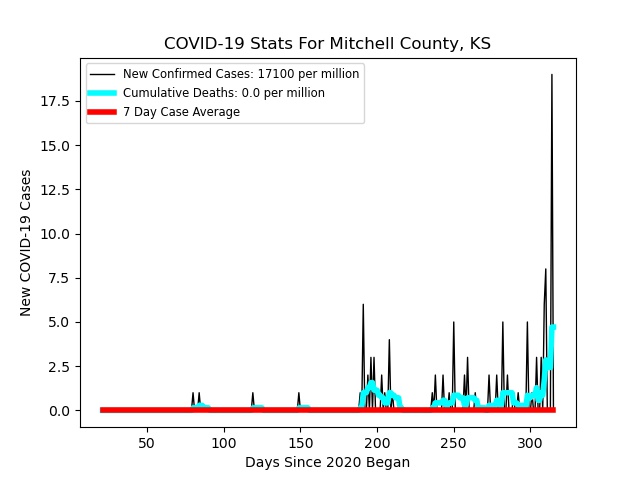 COVID-19 Stats For Mitchell County, KS
New Confirmed Cases: 17100 per million
Cumulative Deaths: 0.0 per million
7 Day Case Average
New COVID-19 Cases
17.5
15.0
12.5
10.0
7.5
5.0
2.5
0.0
50 100 150 200 250 300
Days Since 2020 Began